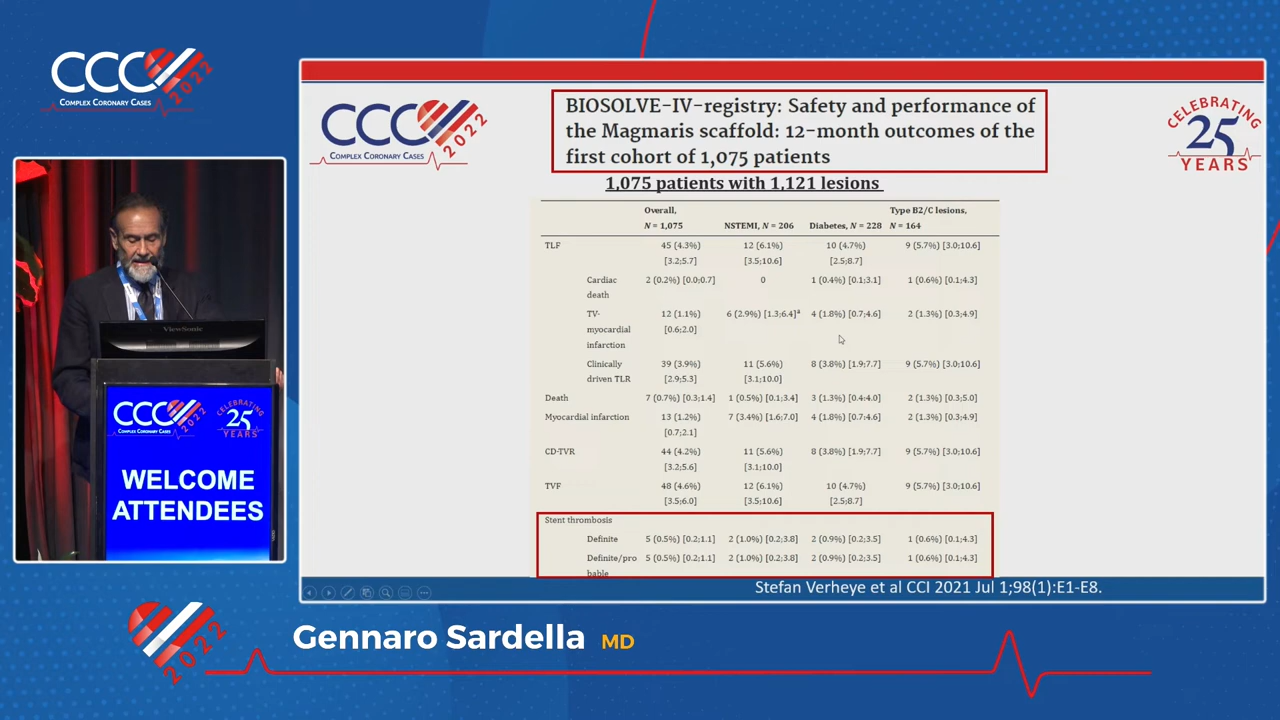 CCC 2022
COMPLEX CORONARY CASES
CCC 2022
COMPLEX CORONARY CASES
BIOSOLVE-IV-registry: Safety and performance of
the Magmaris scaffold: 12-month outcomes of the
first cohort of 1,075 patients
CELEBRATING
25
YEARS
1,075 patients with 1,121 lesions
Overall,
N = 1,075
NSTEMI, N = 206
Diabetes, N = 228
Type B2/C lesions,
N = 164
TLF 45 (4.3%) 12 (6.1%) 10 (4.7%) 9 (5.7%) [3.0;10.6]
[3.2;5.7] [3.5;10.6] [2.5;8.7]
Cardiac 2 (0.2%) [0.0;0.7] 0 1 (0.4%) [0.1;3.1] 1 (0.6%) [0.1;4.3]
death
TV- 12 (1.1%) 6 (2.9%) [1.3;6.4]a 4 (1.8%) [0.7;4.6] 2 (1.3%) [0.3;4.9]
myocardial [0.6;2.0]
infarction
Clinically 39 (3.9%) 11 (5.6%) 8 (3.8%) [1.9;7.7] 9 (5.7%) [3.0;10.6]
driven TLR [2.9;5.3] [3.1;10.0]
Death 7 (0.7%) [0.3;1.4] 1 (0.5%) [0.1;3.4] 3 (1.3%) [0.4;4.0] 2 (1.3%) [0.3;5.0]
Myocardial infarction 13 (1.2%) 7 (3.4%) [1.6;7.0] 4 (1.8%) [0.7;4.6] 2 (1.3%) [0.3;4.9]
[0.7;2.1]
CD-TVR 44 (4.2%) 11 (5.6%) 8 (3.8%) [1.9;7.7] 9 (5.7%) [3.0;10.6]
[3.2;5.6] [3.1;10.0]
TVF 48 (4.6%) 12 (6.1%) 10 (4.7%) 9 (5.7%) [3.0;10.6]
[3.5;6.0] [3.5;10.6] [2.5;8.7]
Stent thrombosis
Definite 5 (0.5%) [0.2;1.1] 2 (1.0%) [0.2;3.8] 2 (0.9%) [0.2;3.5] 1 (0.6%) [0.1;4.3]
Definite/pro 5 (0.5%) [0.2;1.1] 2 (1.0%) [0.2;3.8] 2 (0.9%) [0.2;3.5] 1 (0.6%) [0.1;4.3]
bable
Stefan Verheye et al CCI 2021 Jul 1;98(1):E1-E8.
ViewSonic
CCC 2022
COMPLEX CORONARY CASES
CELEBRATING
25
YEARS
WELCOME
ATTENDEES
2022
Gennaro Sardella MD